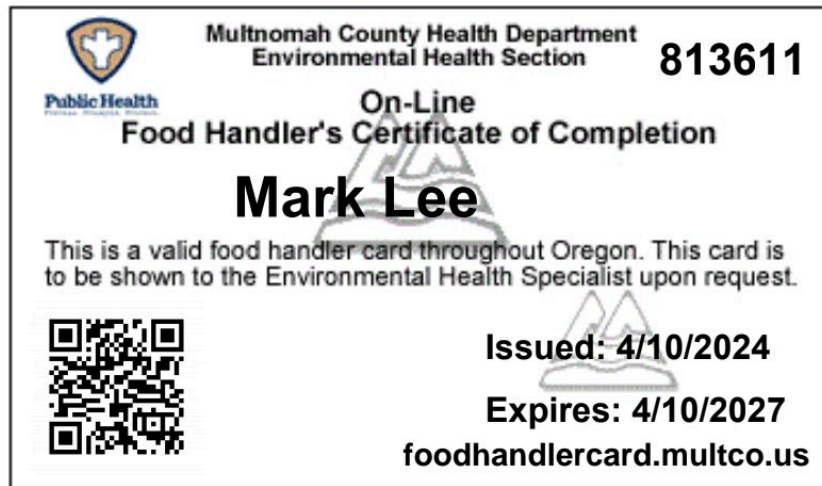 Multnomah County Health Department
Environmental Health Section
813611
Public Health
On-Line
Food Handler's Certificate of Completion
Mark Lee
This is a valid food handler card throughout Oregon. This card is
to be shown to the Environmental Health Specialist upon request.
Issued: 4/10/2024
Expires: 4/10/2027
foodhandlercard.multco.us